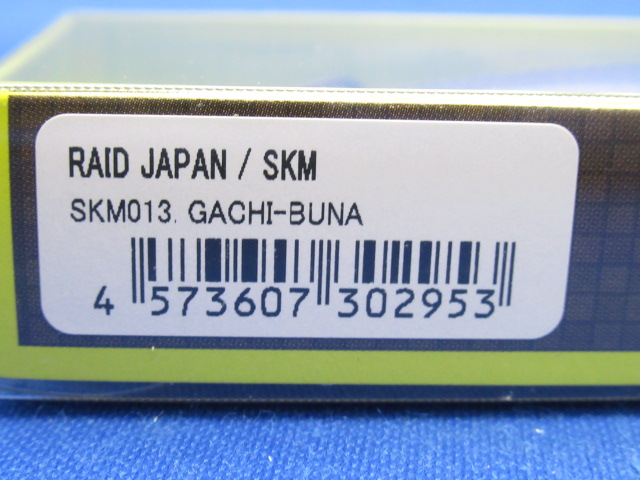 RAID JAPAN / SKM
SKM013. GACHI-BUNA
4 573607 302953